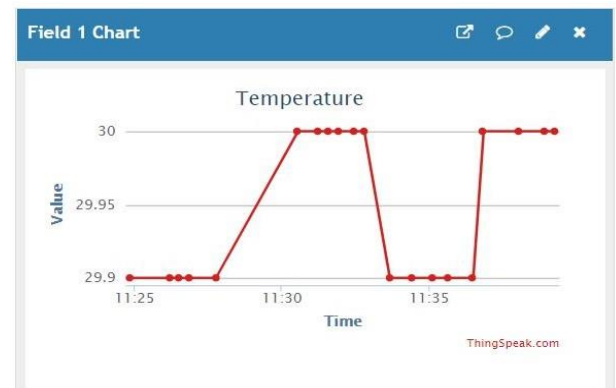 Field 1 Chart
Temperature
30
29.95
29.9
Value
11:25
11:30
11:35
Time
ThingSpeak.com